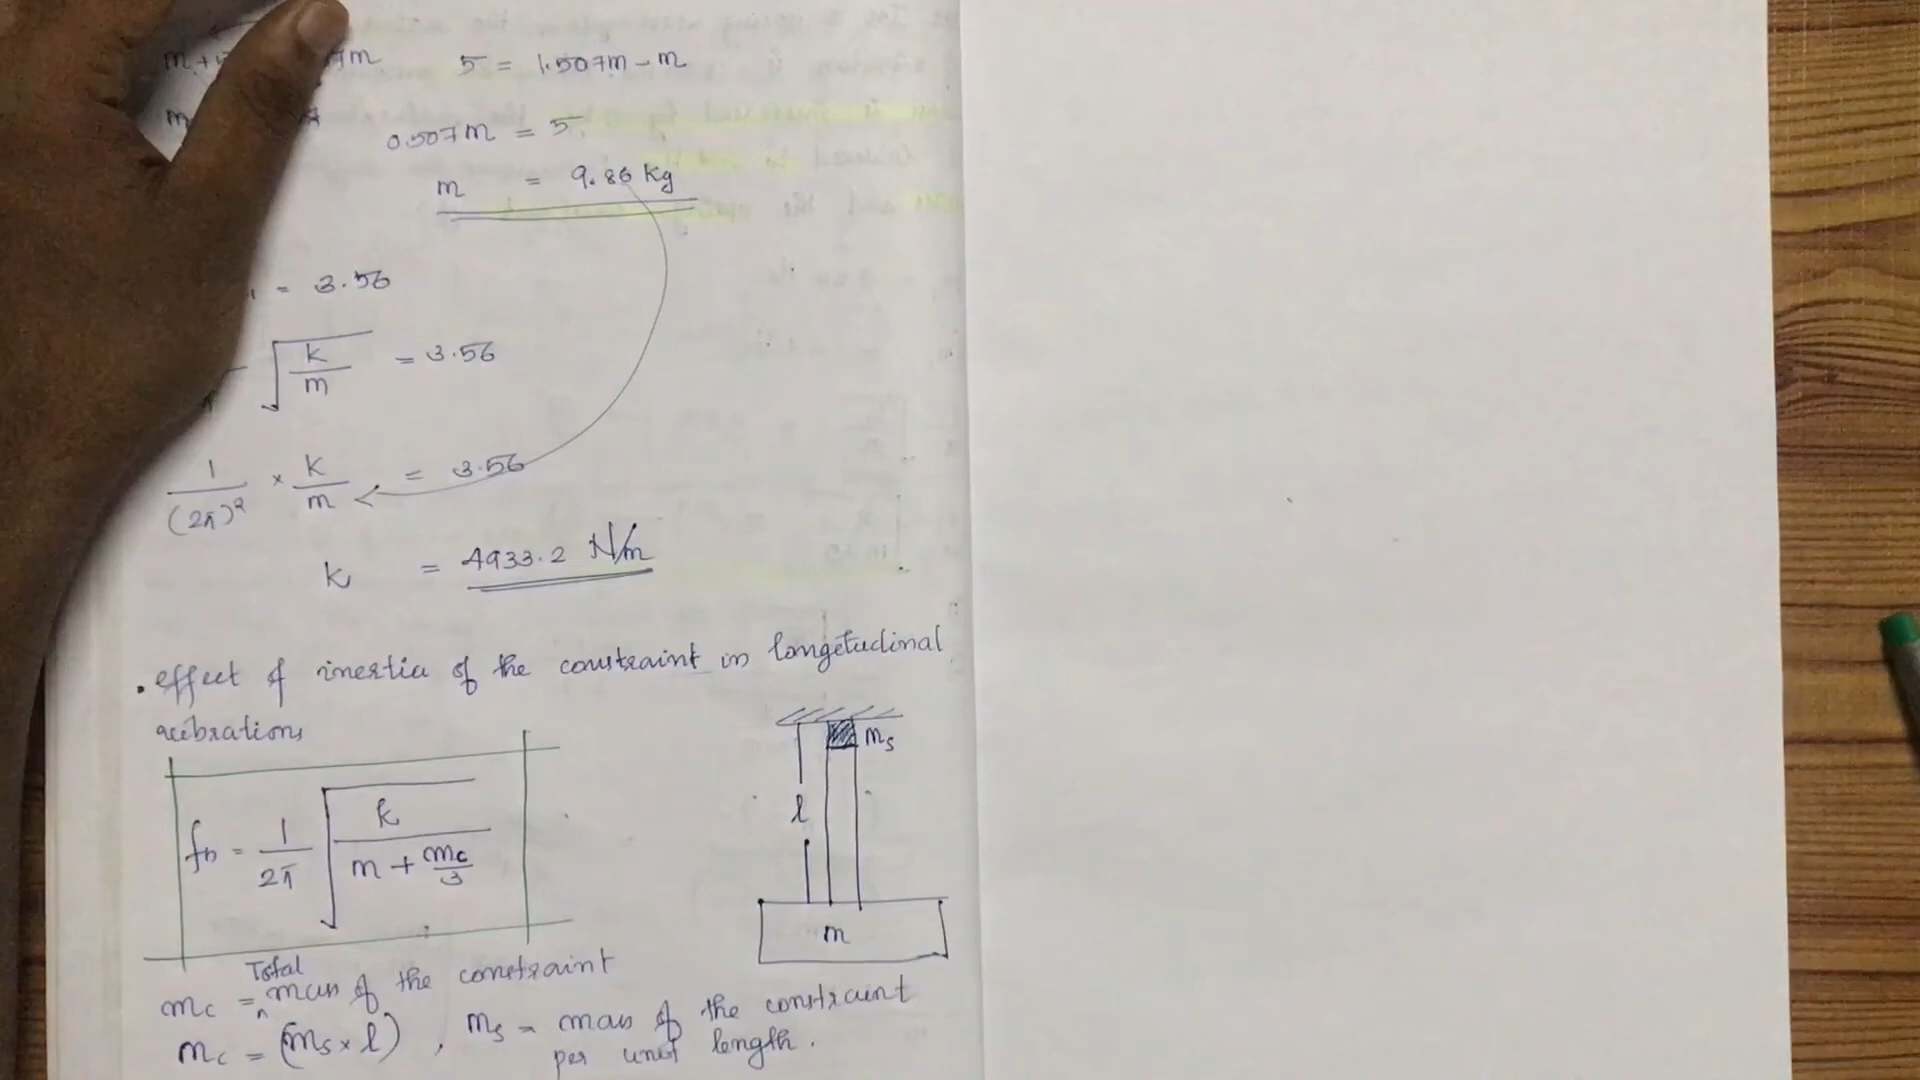 m +        7m    5 = 1.507m - m
m
0.507m = 5
m = 9.86 kg
= 3.56
√ k/m = 3.56
1/(2π)² × k/m = 3.56
k = 4933.2 N/m
• effect of inertia of the constraint in longetudinal
vibrations
fn = 1/2π √ k/(m + mc/3)
ms
l
m
mc = Total mass of the constraint
mc = (ms × l) , ms = mass of the constraint
per unit length.